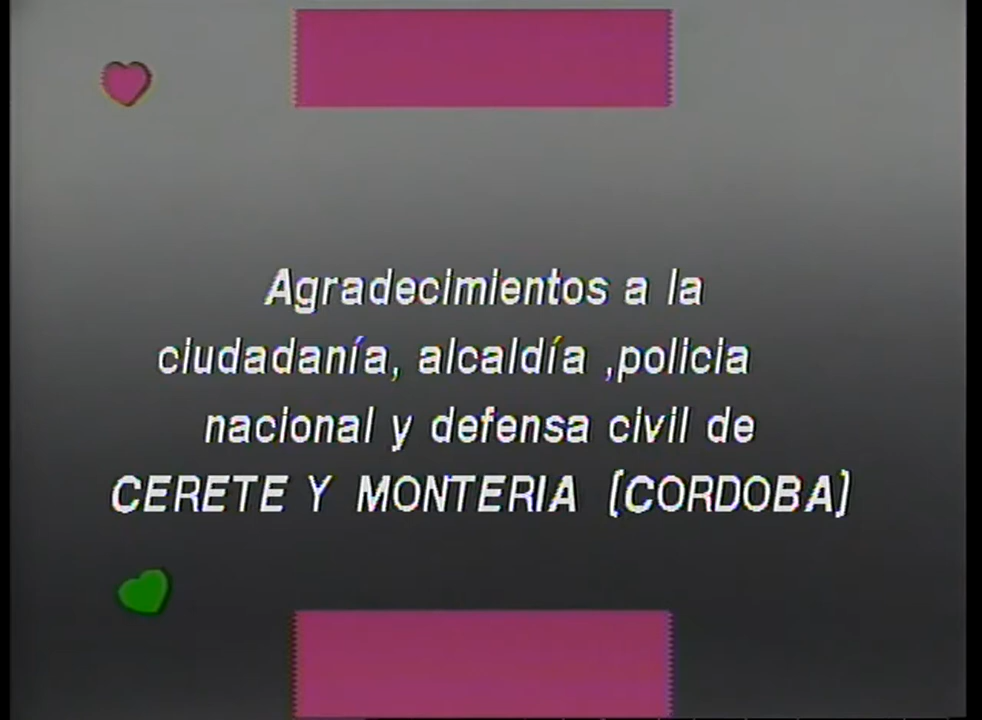 Agradecimientos a la
ciudadanía, alcaldía ,policia
nacional y defensa civil de
CERETE Y MONTERIA (CORDOBA)